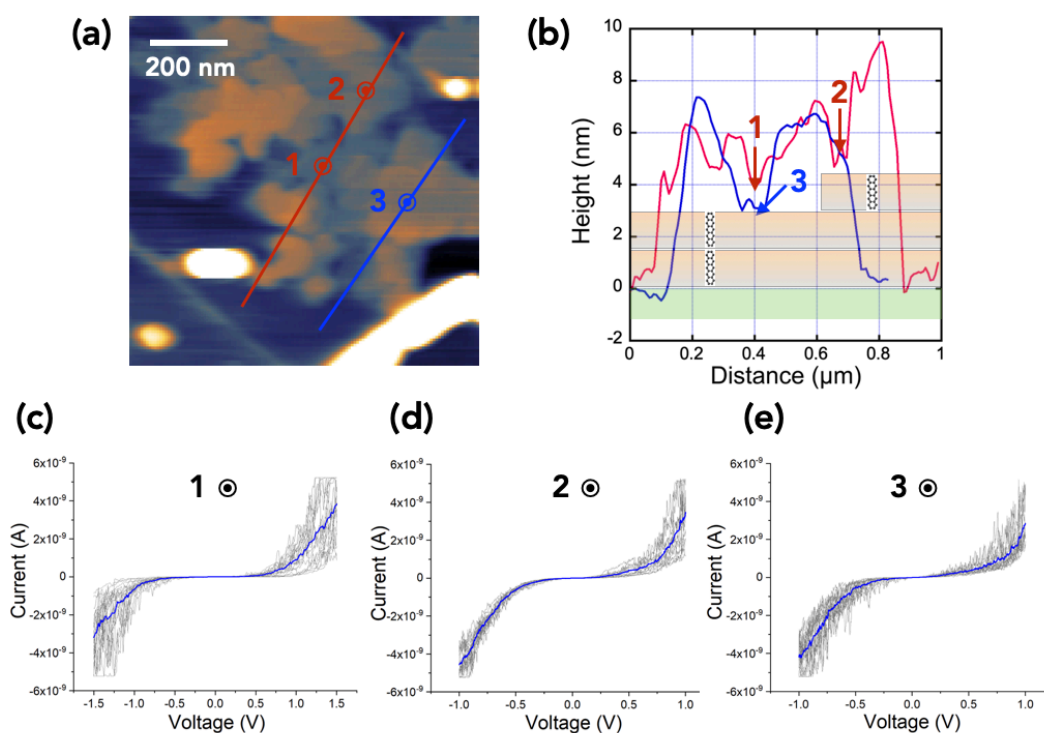 (a)
200 nm
2
1
3
(b)
Height (nm)
10
8
6
4
2
0
-2
1
2
3
0
0.2
0.4
0.6
0.8
1
Distance (µm)
(c)
1
Current (A)
6x10⁻⁹
4x10⁻⁹
2x10⁻⁹
0
-2x10⁻⁹
-4x10⁻⁹
-6x10⁻⁹
-1.5 -1.0 -0.5 0.0 0.5 1.0 1.5
Voltage (V)
(d)
2
Current (A)
6x10⁻⁹
4x10⁻⁹
2x10⁻⁹
0
-2x10⁻⁹
-4x10⁻⁹
-6x10⁻⁹
-1.0 -0.5 0.0 0.5 1.0
Voltage (V)
(e)
3
Current (A)
6x10⁻⁹
4x10⁻⁹
2x10⁻⁹
0
-2x10⁻⁹
-4x10⁻⁹
-6x10⁻⁹
-1.0 -0.5 0.0 0.5 1.0
Voltage (V)